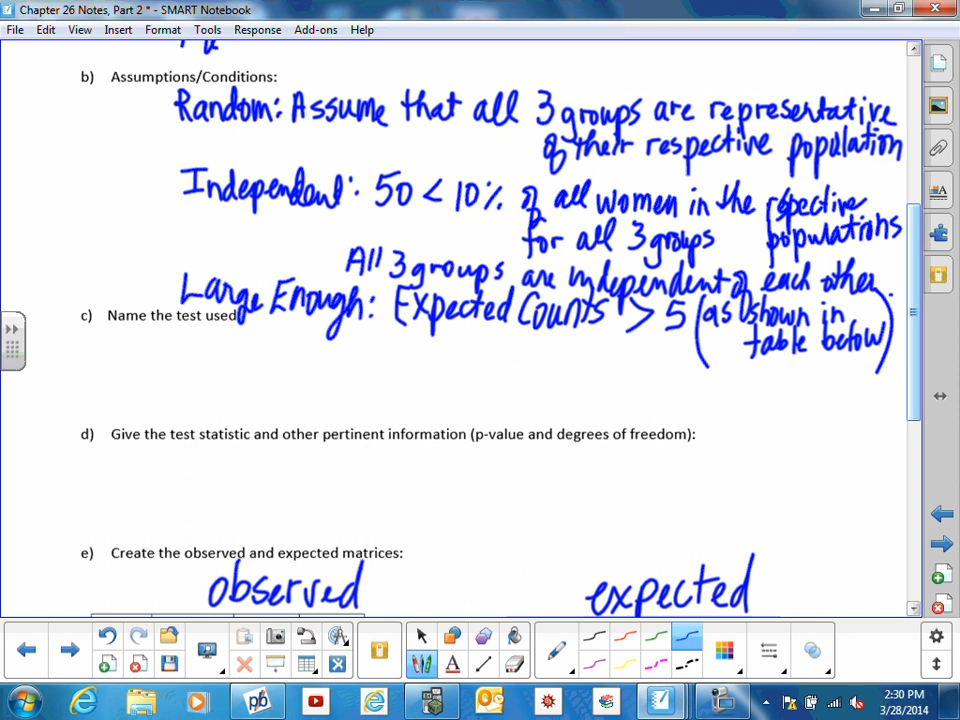 Chapter 26 Notes, Part 2 * - SMART Notebook
File Edit View Insert Format Tools Add-ons Help
b) Assumptions/Conditions:
Random: Assume that all 3 groups are representative
of their respective population
Independent: 50 < 10% of all women in the respective
for all 3 groups populations
All 3 groups are independent of each other.
Large Enough: Expected Counts > 5 (as shown in
table below)
c) Name the test used
d) Give the test statistic and other pertinent information (p-value and degrees of freedom):
e) Create the observed and expected matrices:
observed expected
2:30 PM
3/28/2014